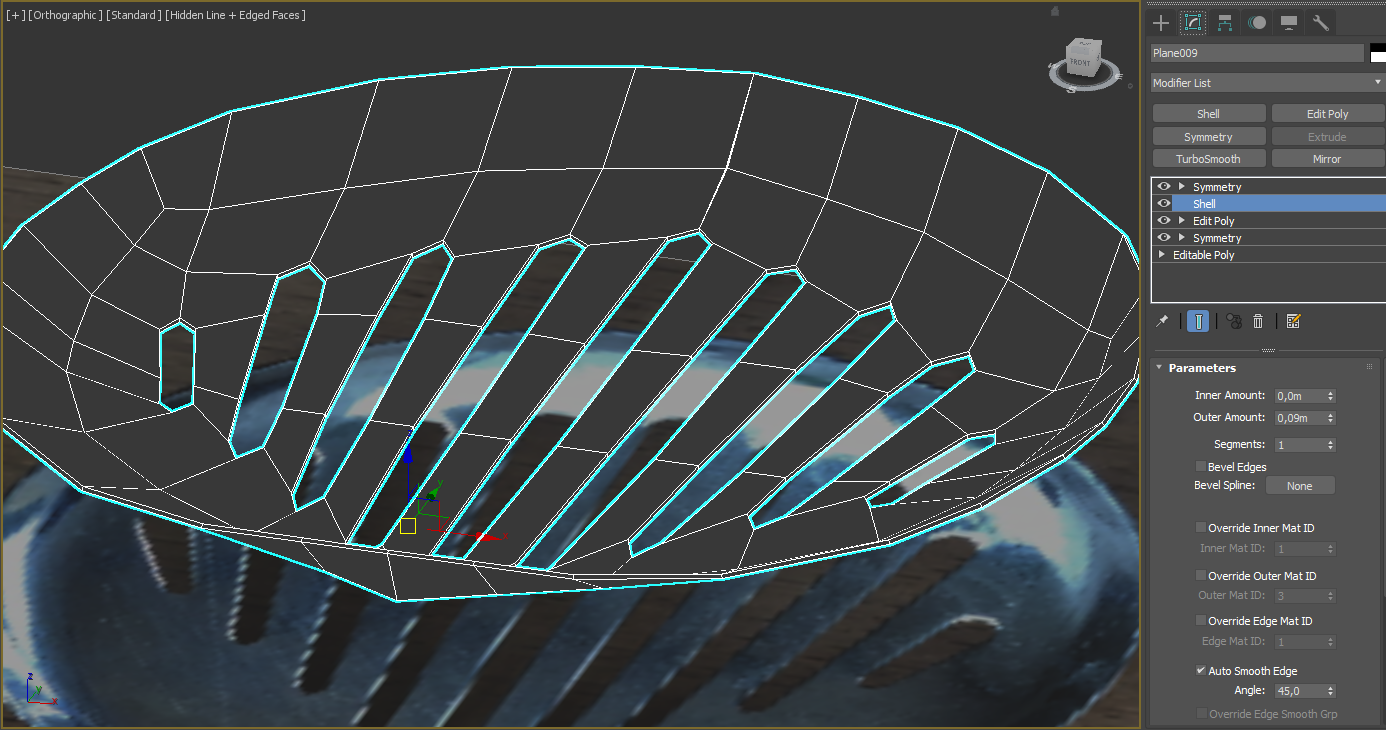 [+] [Orthographic] [Standard] [Hidden Line + Edged Faces]
FRONT
S
E
y
x
z
y
x
Plane009
Modifier List
Shell
Edit Poly
Symmetry
Extrude
TurboSmooth
Mirror
Symmetry
Shell
Edit Poly
Symmetry
Editable Poly
Parameters
Inner Amount: 0,0m
Outer Amount: 0,09m
Segments: 1
Bevel Edges
Bevel Spline: None
Override Inner Mat ID
Inner Mat ID: 1
Override Outer Mat ID
Outer Mat ID: 3
Override Edge Mat ID
Edge Mat ID: 1
Auto Smooth Edge
Angle: 45,0
Override Edge Smooth Grp